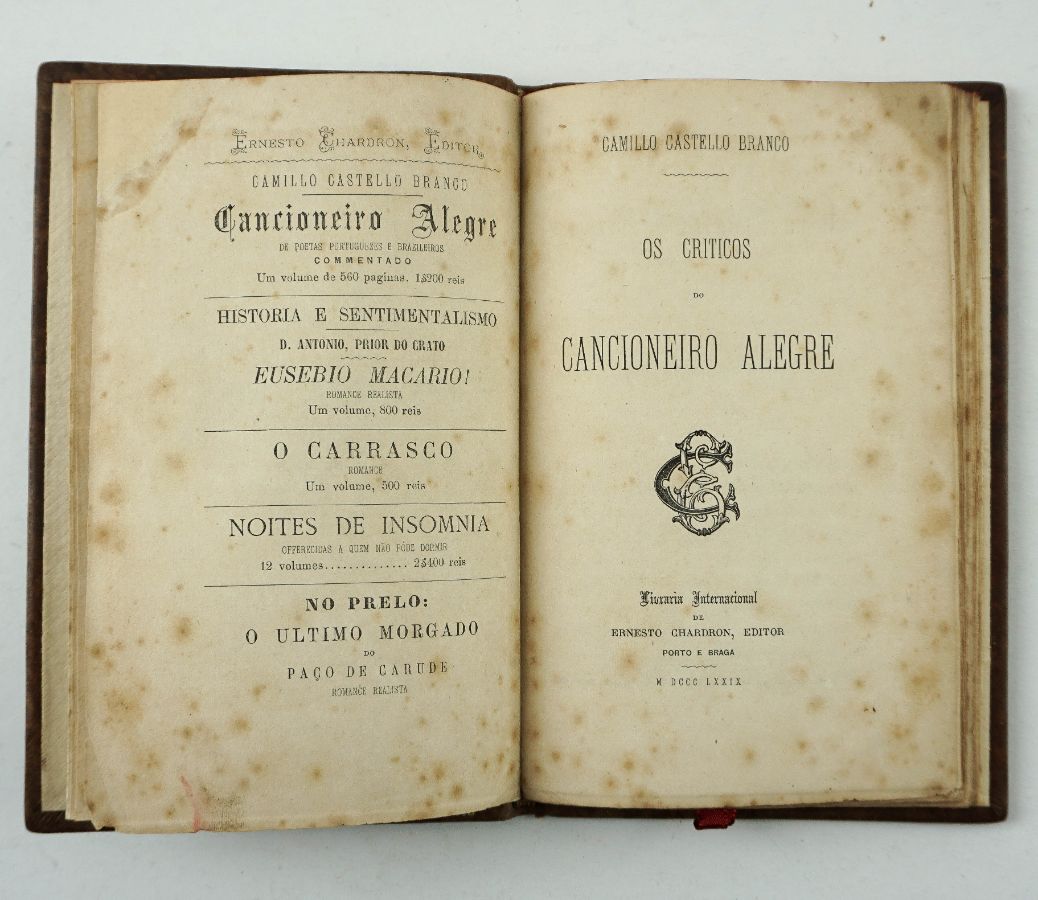 ERNESTO CHARDRON, EDITOR
CAMILLO CASTELLO BRANCO
Cancioneiro Alegre
DE POETAS PORTUGUEZES E BRAZILEIROS
COMMENTADO
Um volume de 560 paginas. 1$200 reis
HISTORIA E SENTIMENTALISMO
D. ANTONIO, PRIOR DO CRATO
EUSEBIO MACARIO!
ROMANCE REALISTA
Um volume, 800 reis
O CARRASCO
ROMANCE
Um volume, 500 reis
NOITES DE INSOMNIA
OFFERECIDAS A QUEM NÃO PÓDE DORMIR
12 volumes.............. 2$400 reis
NO PRELO:
O ULTIMO MORGADO
DO
PAÇO DE CARUDE
ROMANCE REALISTA
CAMILLO CASTELLO BRANCO
OS CRITICOS
DO
CANCIONEIRO ALEGRE
Livraria Internacional
DE
ERNESTO CHARDRON, EDITOR
PORTO E BRAGA
M DCCC LXXIX